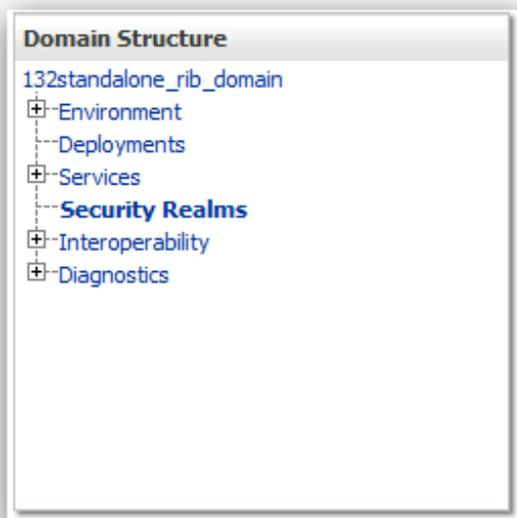 Domain Structure
132standalone_rib_domain
Environment
Deployments
Services
Security Realms
Interoperability
Diagnostics